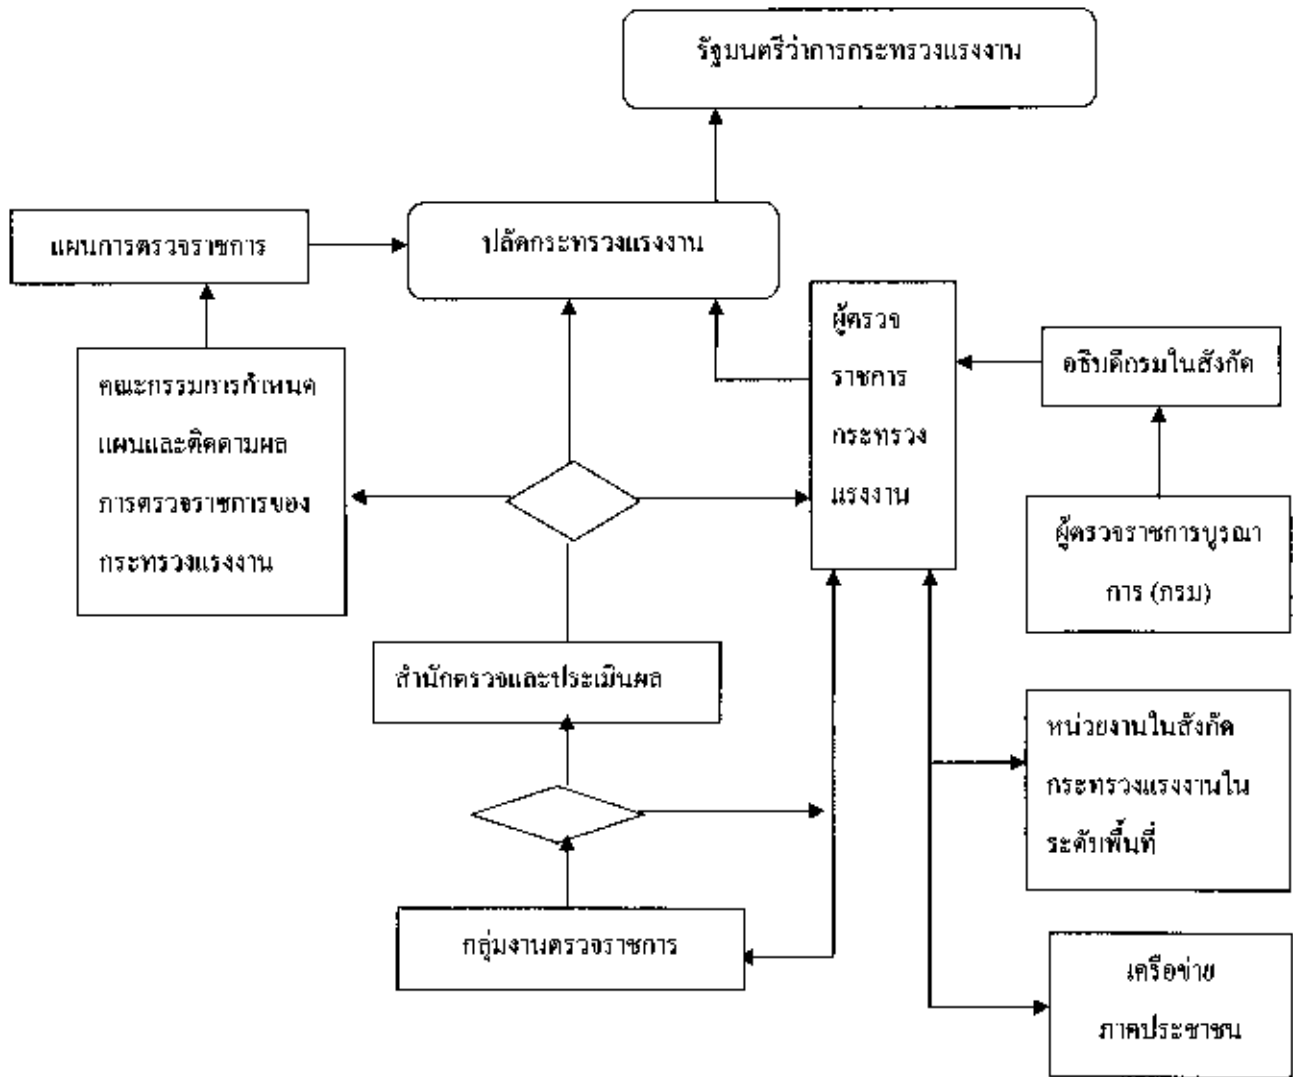 รัฐมนตรีว่าการกระทรวงแรงงาน
แผนการตรวจราชการ
ปลัดกระทรวงแรงงาน
ผู้ตรวจ
ราชการ
กระทรวง
แรงงาน
อธิบดีกรมในสังกัด
คณะกรรมการกำหนด
แผนและติดตามผล
การตรวจราชการของ
กระทรวงแรงงาน
ผู้ตรวจราชการบูรณา
การ (กรม)
สำนักตรวจและประเมินผล
หน่วยงานในสังกัด
กระทรวงแรงงานใน
ระดับพื้นที่
กลุ่มงานตรวจราชการ
เครือข่าย
ภาคประชาชน